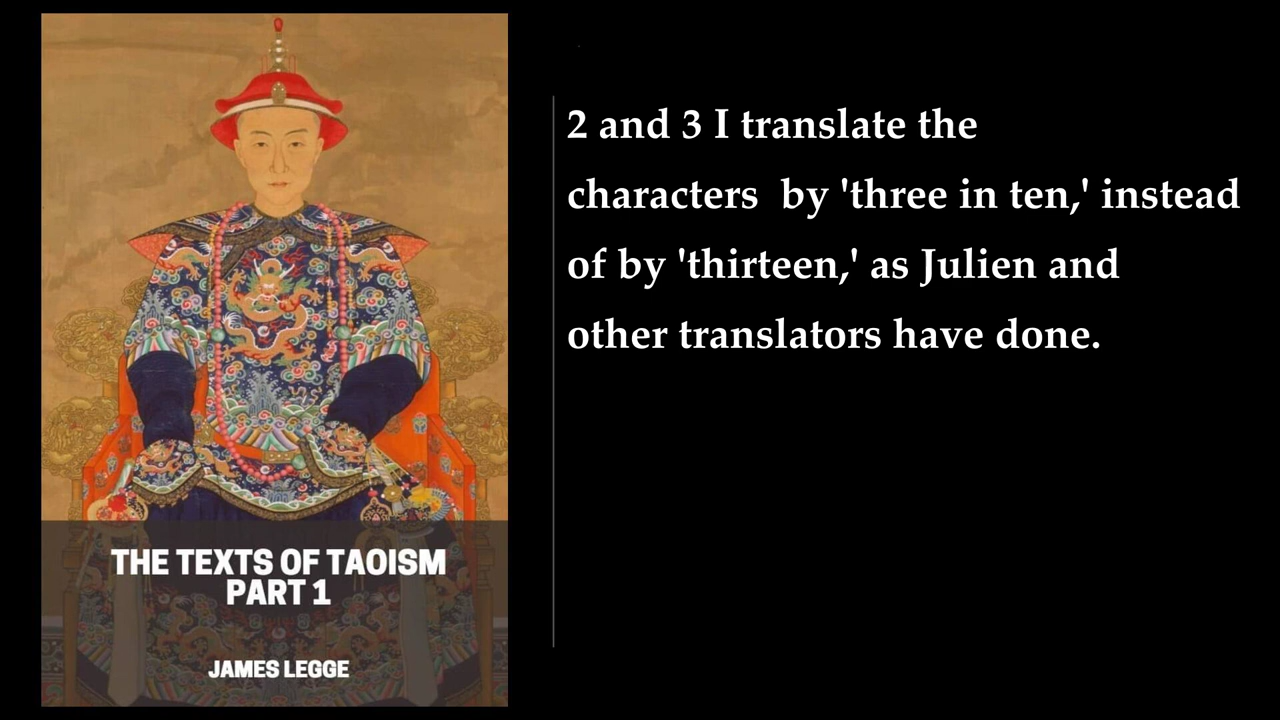 THE TEXTS OF TAOISM
PART 1
JAMES LEGGE
2 and 3 I translate the
characters by 'three in ten,' instead
of by 'thirteen,' as Julien and
other translators have done.